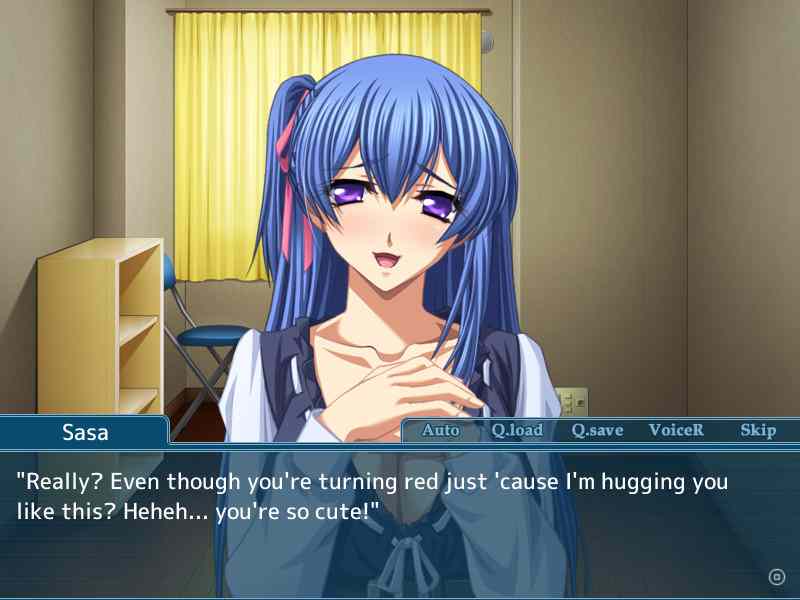 Sasa
Auto Q.load Q.save VoiceR Skip
"Really? Even though you're turning red just 'cause I'm hugging you
like this? Heheh... you're so cute!"